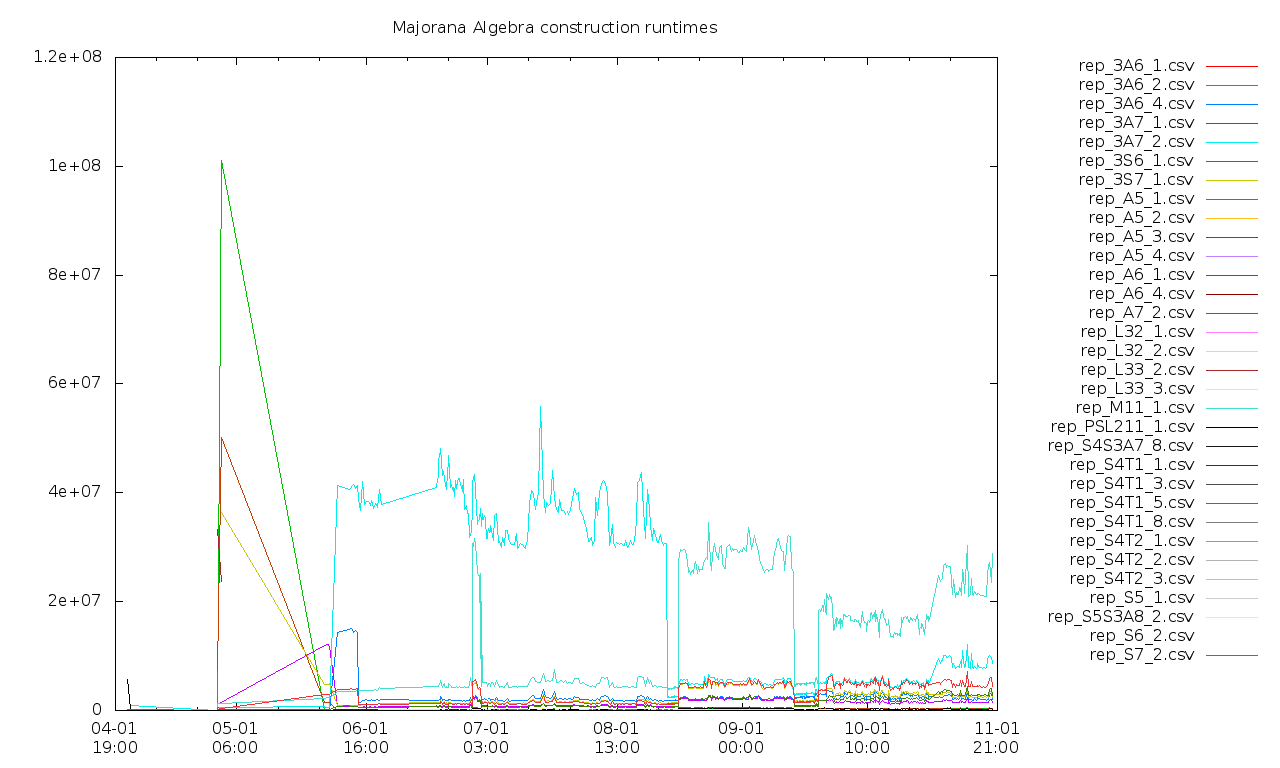 Majorana Algebra construction runtimes
1.2e+08
1e+08
8e+07
6e+07
4e+07
2e+07
0
04-01 19:00
05-01 06:00
06-01 16:00
07-01 03:00
08-01 13:00
09-01 00:00
10-01 10:00
11-01 21:00
rep_3A6_1.csv
rep_3A6_2.csv
rep_3A6_4.csv
rep_3A7_1.csv
rep_3A7_2.csv
rep_3S6_1.csv
rep_3S7_1.csv
rep_A5_1.csv
rep_A5_2.csv
rep_A5_3.csv
rep_A5_4.csv
rep_A6_1.csv
rep_A6_4.csv
rep_A7_2.csv
rep_L32_1.csv
rep_L32_2.csv
rep_L33_2.csv
rep_L33_3.csv
rep_M11_1.csv
rep_PSL211_1.csv
rep_S4S3A7_8.csv
rep_S4T1_1.csv
rep_S4T1_3.csv
rep_S4T1_5.csv
rep_S4T1_8.csv
rep_S4T2_1.csv
rep_S4T2_2.csv
rep_S4T2_3.csv
rep_S5_1.csv
rep_S5S3A8_2.csv
rep_S6_2.csv
rep_S7_2.csv